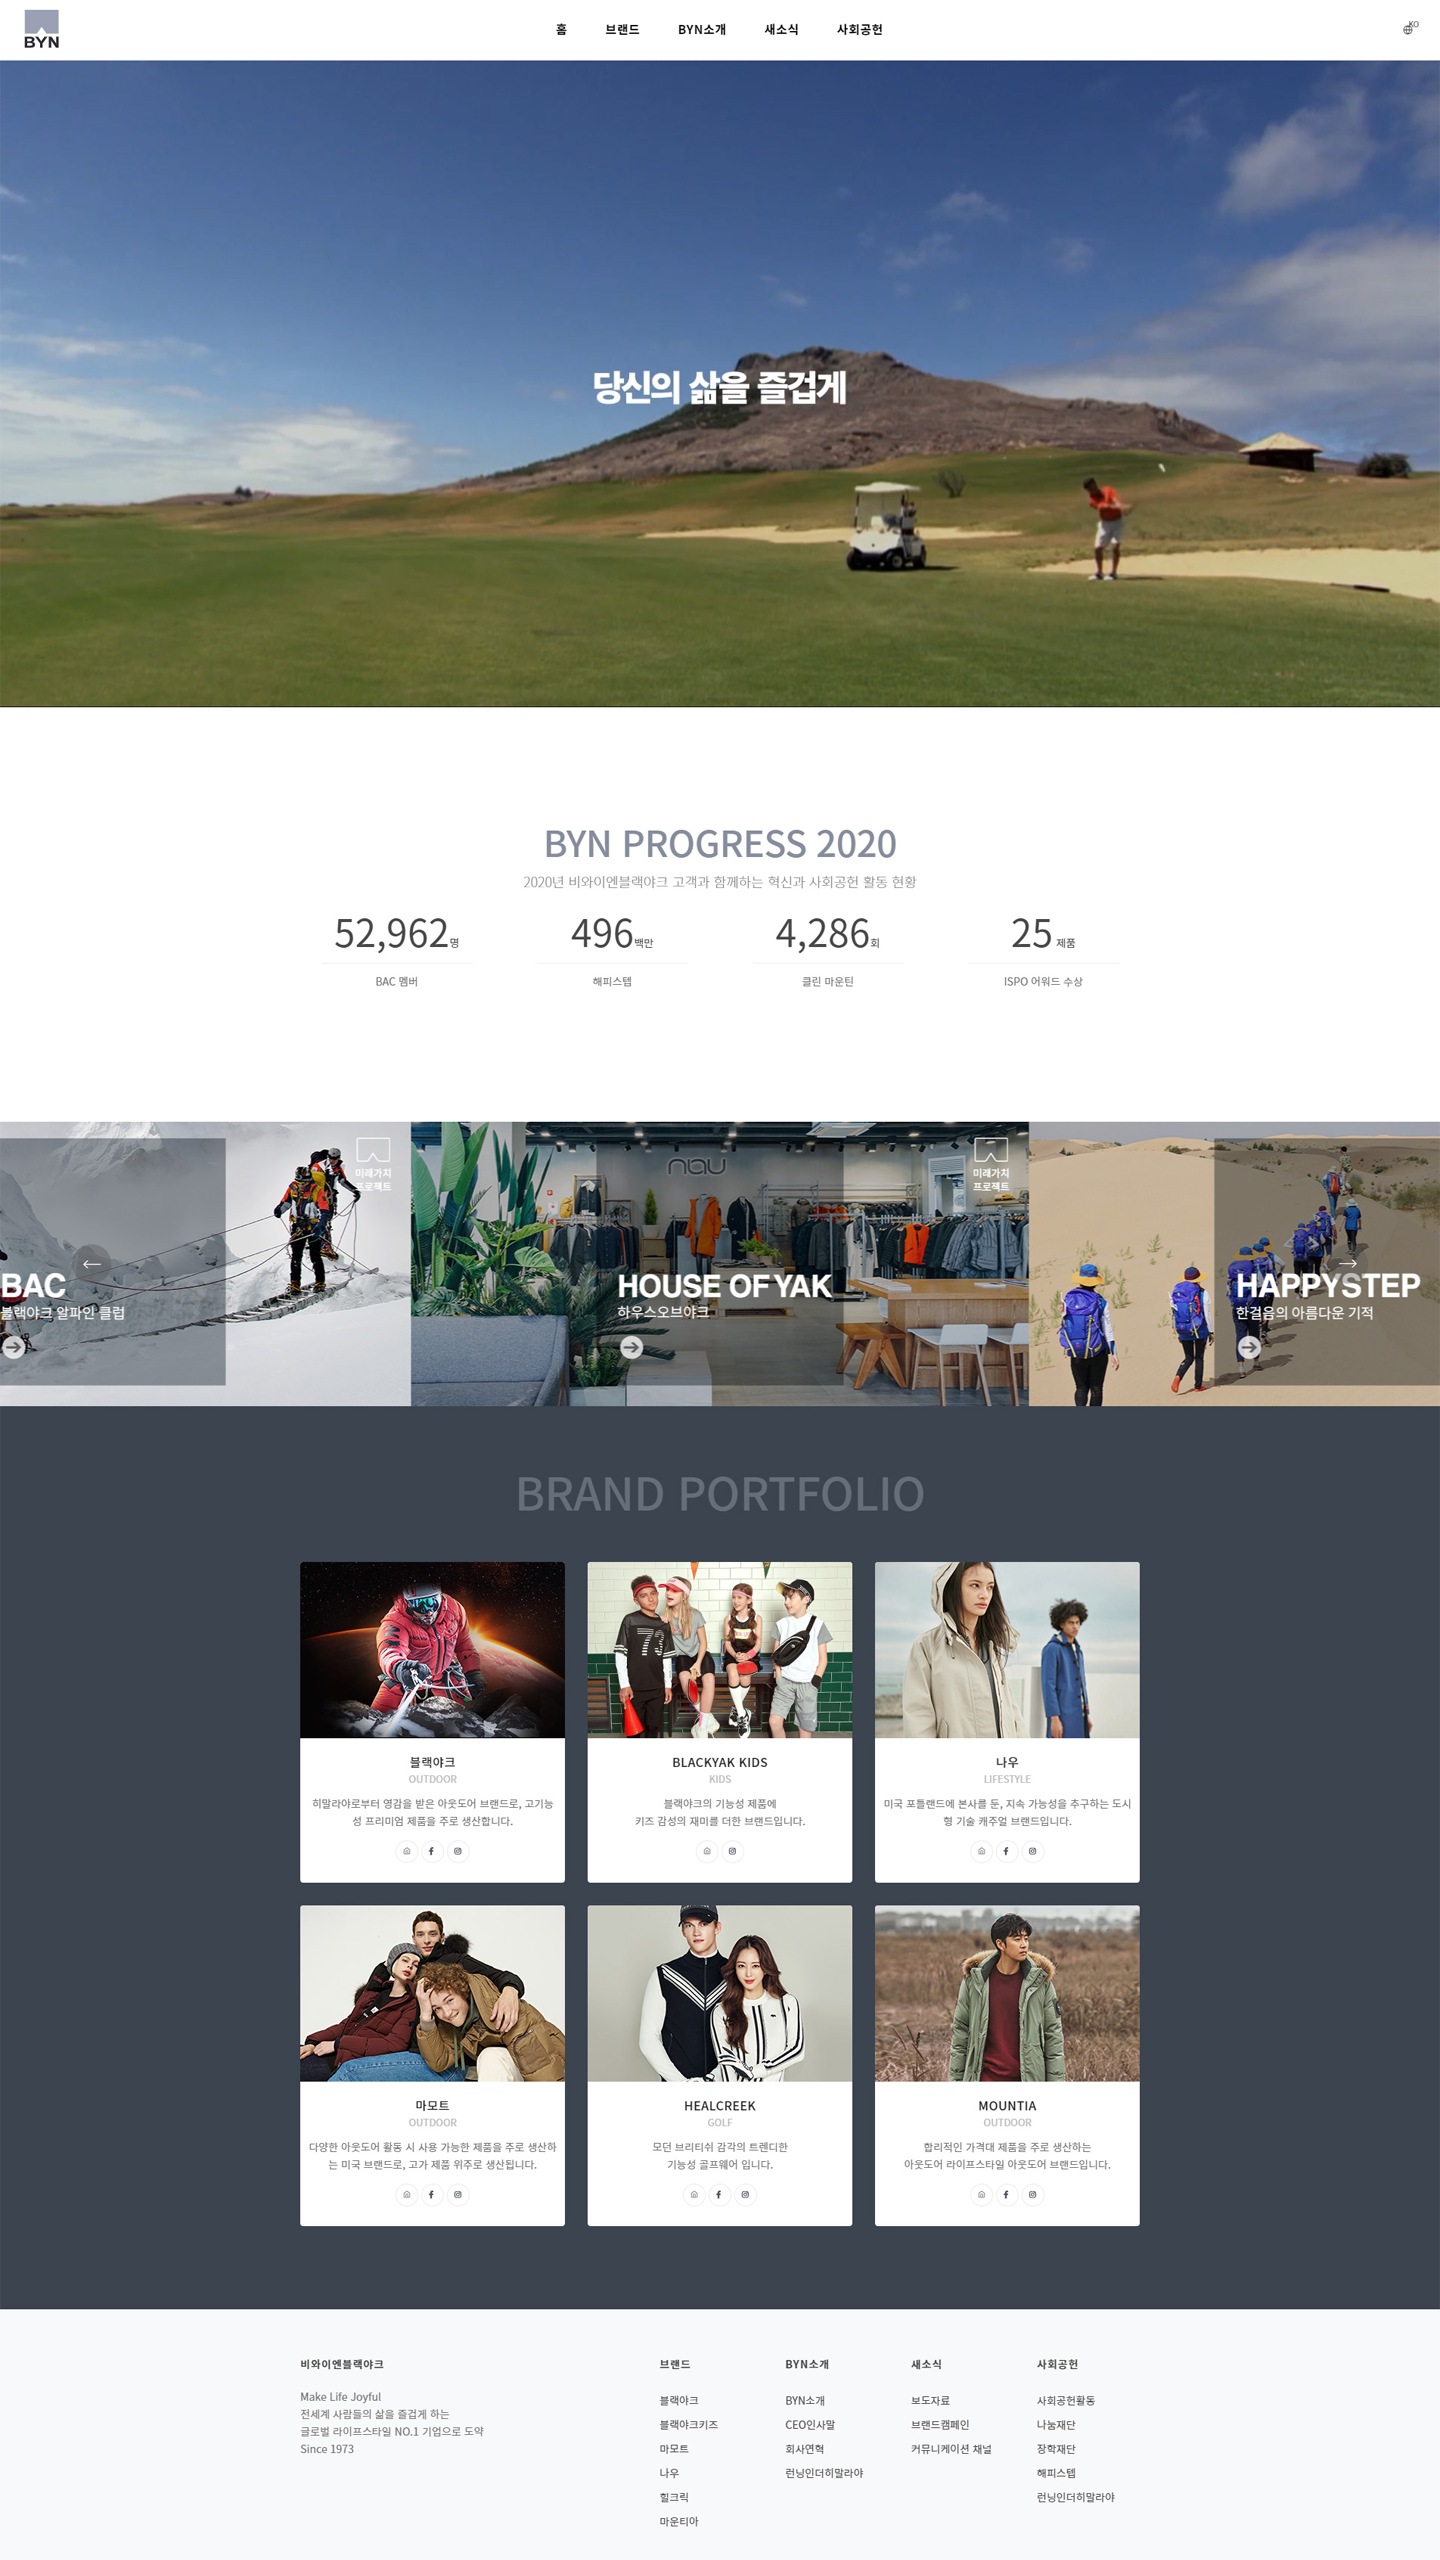 BYN
홈 브랜드 BYN소개 새소식 사회공헌
KO
당신의 삶을 즐겁게
BYN PROGRESS 2020
2020년 비와이엔블랙야크 고객과 함께하는 혁신과 사회공헌 활동 현황
52,962명 496백만 4,286회 25 제품
BAC 멤버 해피스텝 클린 마운틴 ISPO 어워드 수상
미래가치
프로젝트
nau
미래가치
프로젝트
BAC
블랙야크 알파인 클럽
HOUSE OF YAK
하우스오브야크
HAPPYSTEP
한걸음의 아름다운 기적
BRAND PORTFOLIO
73
블랙야크
OUTDOOR
히말라야로부터 영감을 받은 아웃도어 브랜드로, 고기능
성 프리미엄 제품을 주로 생산합니다.
BLACKYAK KIDS
KIDS
블랙야크의 기능성 제품에
키즈 감성의 재미를 더한 브랜드입니다.
나우
LIFESTYLE
미국 포틀랜드에 본사를 둔, 지속 가능성을 추구하는 도시
형 기술 캐주얼 브랜드입니다.
마모트
OUTDOOR
다양한 아웃도어 활동 시 사용 가능한 제품을 주로 생산하
는 미국 브랜드로, 고가 제품 위주로 생산됩니다.
HEALCREEK
GOLF
모던 브리티쉬 감각의 트렌디한
기능성 골프웨어 입니다.
MOUNTIA
OUTDOOR
합리적인 가격대 제품을 주로 생산하는
아웃도어 라이프스타일 아웃도어 브랜드입니다.
비와이엔블랙야크
Make Life Joyful
전세계 사람들의 삶을 즐겁게 하는
글로벌 라이프스타일 NO.1 기업으로 도약
Since 1973
브랜드
블랙야크
블랙야크키즈
마모트
나우
힐크릭
마운티아
BYN소개
BYN소개
CEO인사말
회사연혁
런닝인더히말라야
새소식
보도자료
브랜드캠페인
커뮤니케이션 채널
사회공헌
사회공헌활동
나눔재단
장학재단
해피스텝
런닝인더히말라야